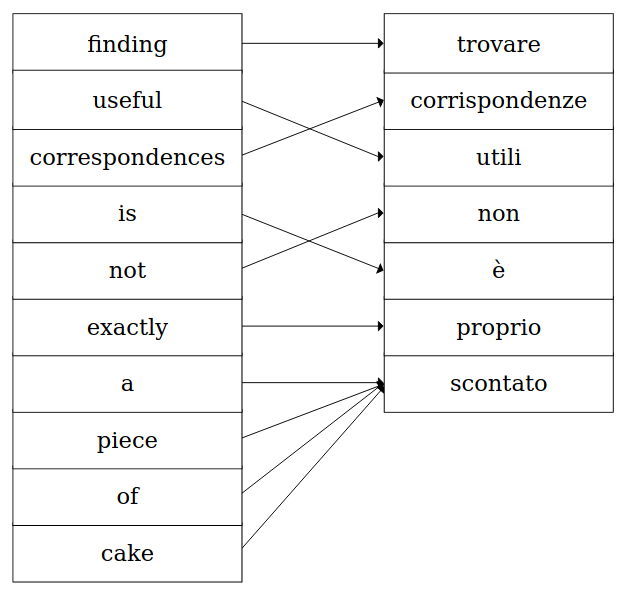 finding
useful
correspondences
is
not
exactly
a
piece
of
cake
trovare
corrispondenze
utili
non
è
proprio
scontato